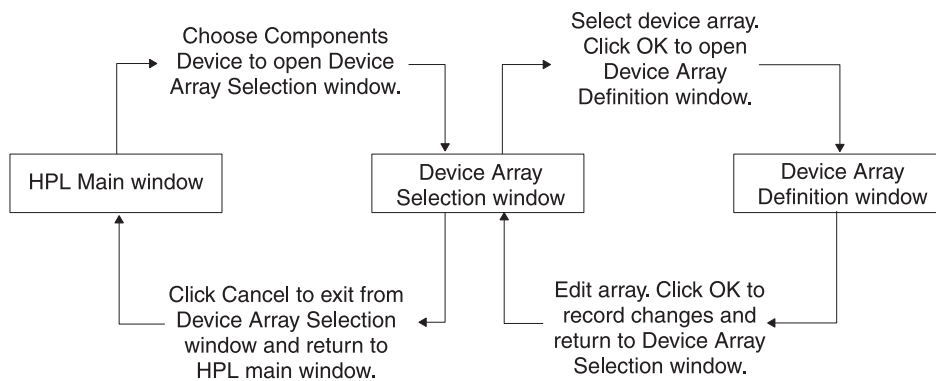 Choose Components
Device to open Device
Array Selection window.
Select device array.
Click OK to open
Device Array
Definition window.
HPL Main window
Device Array
Selection window
Device Array
Definition window
Click Cancel to exit from
Device Array Selection
window and return to
HPL main window.
Edit array. Click OK to
record changes and
return to Device Array
Selection window.